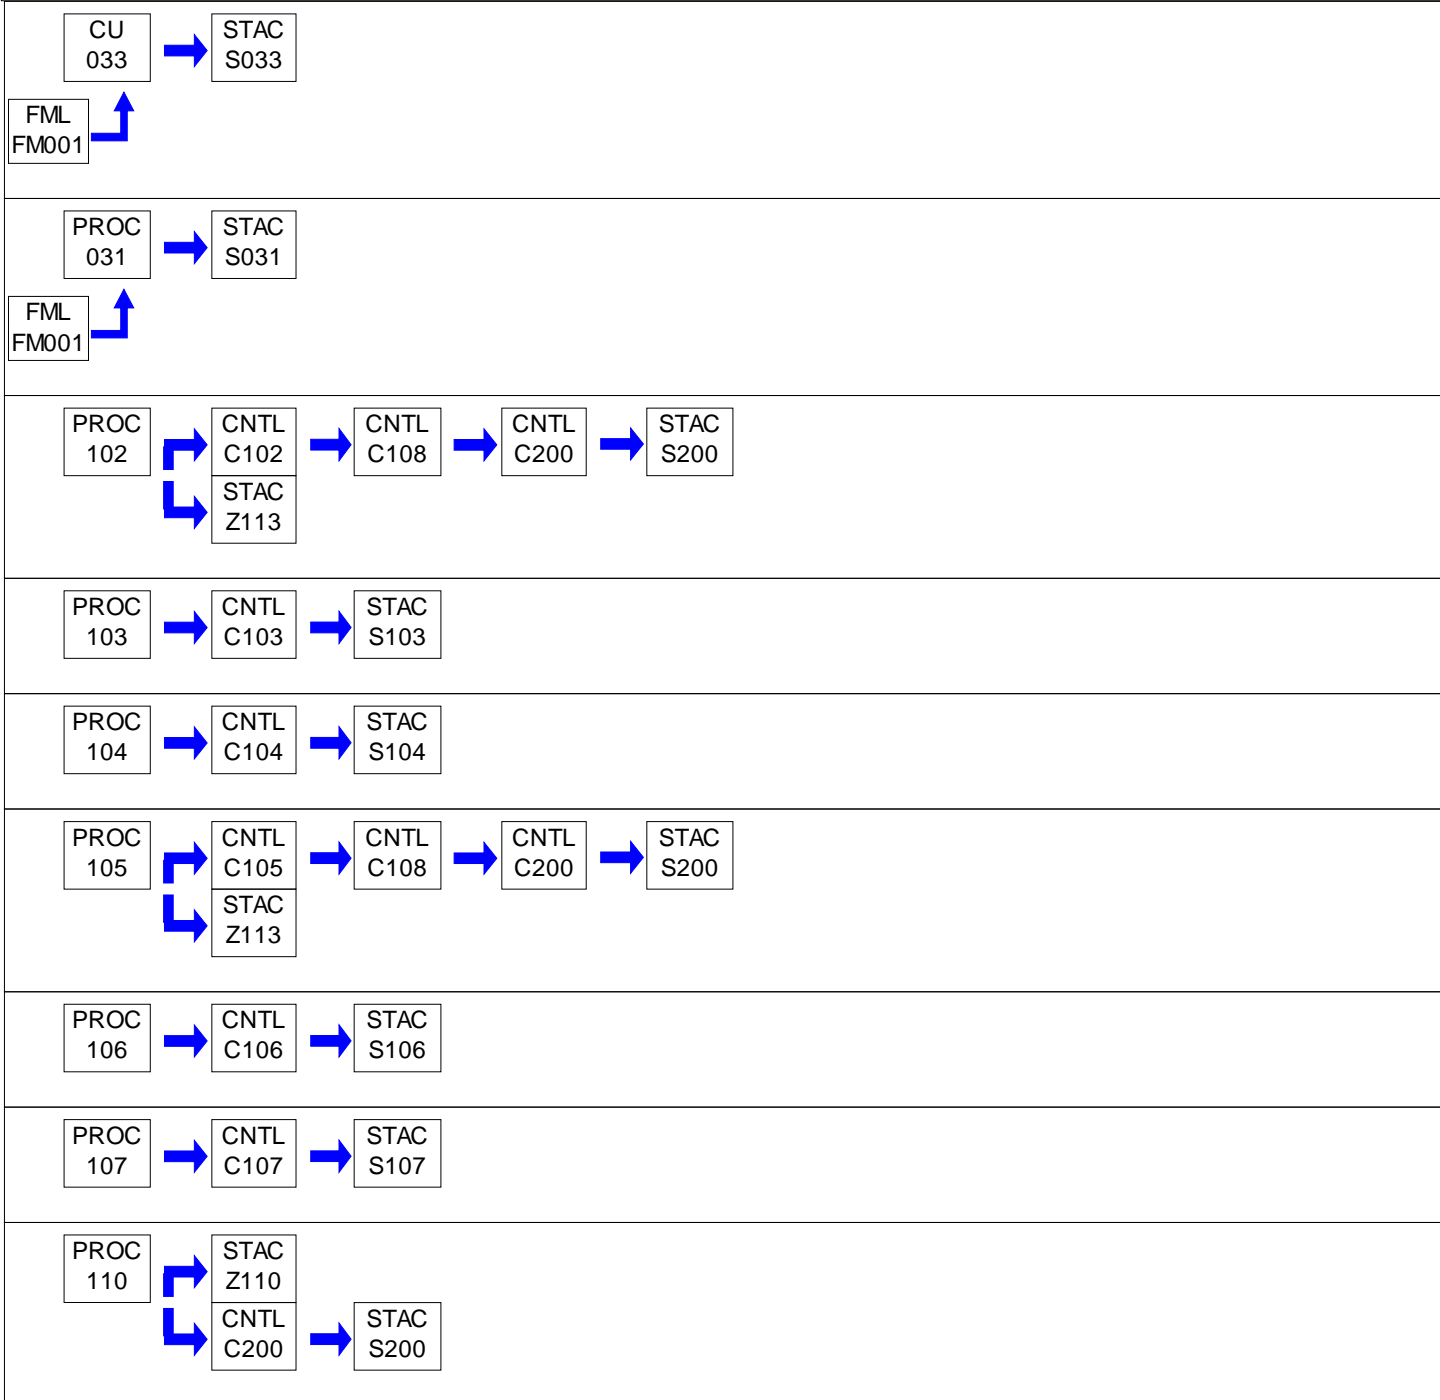 CU
033
STAC
S033
FML
FM001
PROC
031
STAC
S031
FML
FM001
PROC
102
CNTL
C102
CNTL
C108
CNTL
C200
STAC
S200
STAC
Z113
PROC
103
CNTL
C103
STAC
S103
PROC
104
CNTL
C104
STAC
S104
PROC
105
CNTL
C105
CNTL
C108
CNTL
C200
STAC
S200
STAC
Z113
PROC
106
CNTL
C106
STAC
S106
PROC
107
CNTL
C107
STAC
S107
PROC
110
STAC
Z110
CNTL
C200
STAC
S200